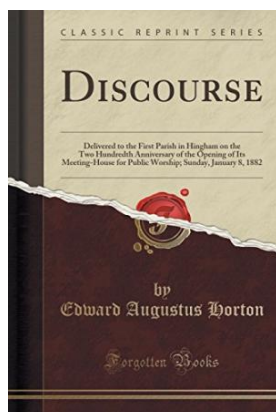 CLASSIC REPRINT SERIES
DISCOURSE
Delivered to the First Parish in Hingham on the
Two Hundredth Anniversary of the Opening of Its
Meeting-House for Public Worship; Sunday, January 8, 1882
by
Edward Augustus Horton
Forgotten Books